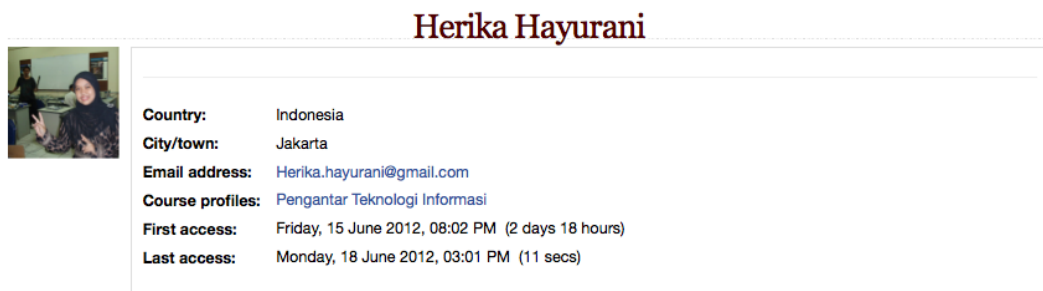 Herika Hayurani
Country: Indonesia
City/town: Jakarta
Email address: Herika.hayurani@gmail.com
Course profiles: Pengantar Teknologi Informasi
First access: Friday, 15 June 2012, 08:02 PM (2 days 18 hours)
Last access: Monday, 18 June 2012, 03:01 PM (11 secs)